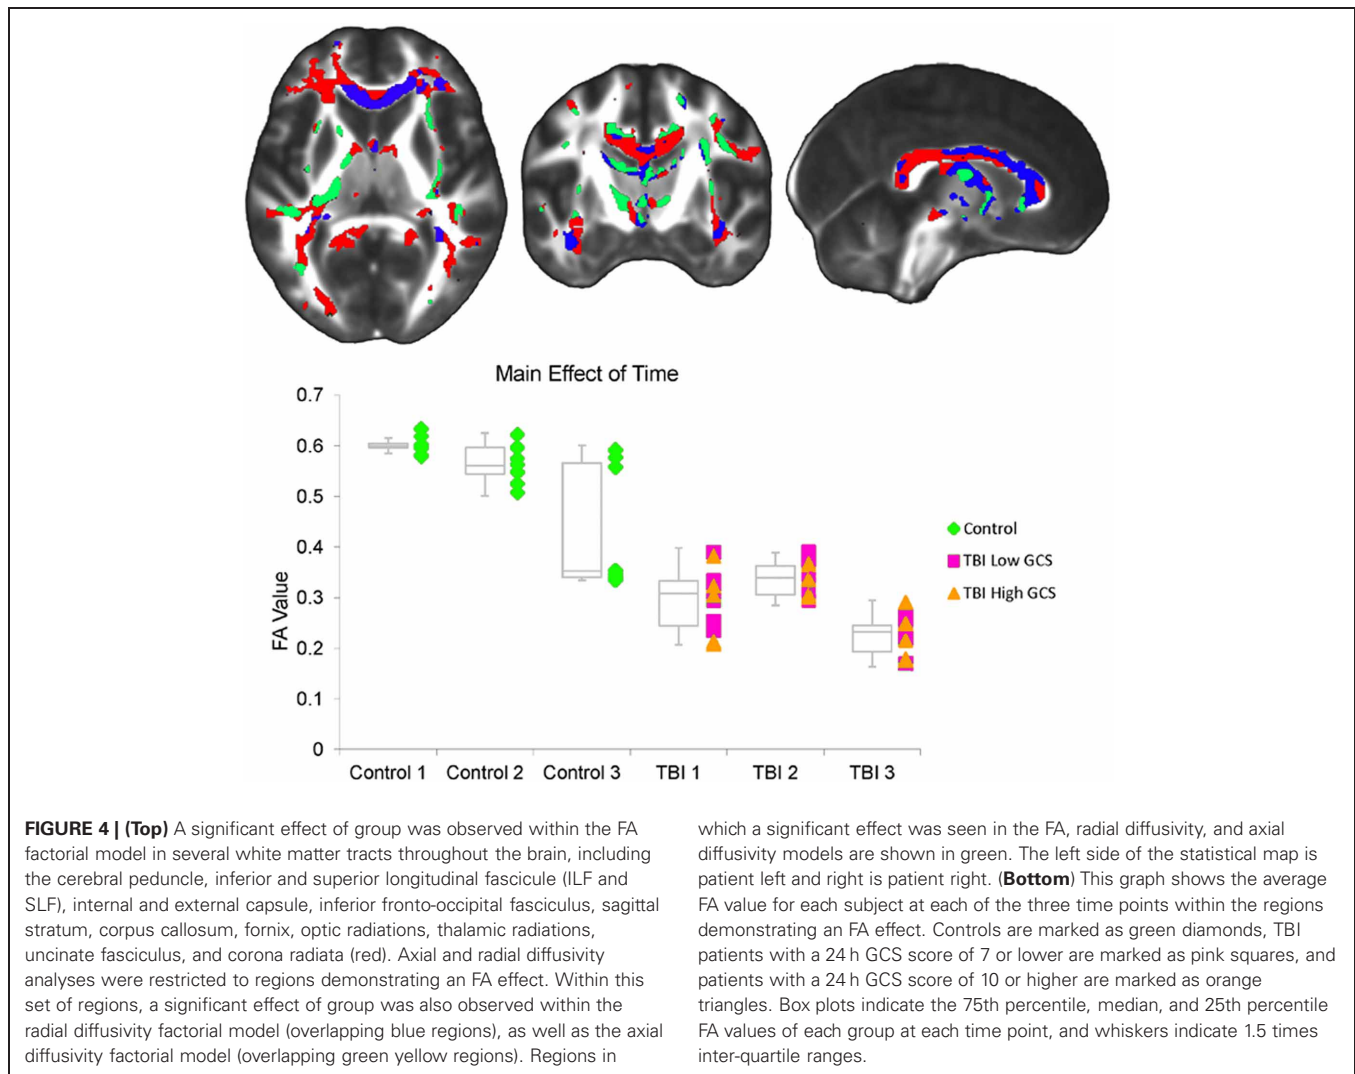 Main Effect of Time
0.7
0.6
0.5
0.4
0.3
0.2
0.1
0
FA Value
Control 1
Control 2
Control 3
TBI 1
TBI 2
TBI 3
Control
TBI Low GCS
TBI High GCS
FIGURE 4 | (Top) A significant effect of group was observed within the FA
factorial model in several white matter tracts throughout the brain, including
the cerebral peduncle, inferior and superior longitudinal fascicule (ILF and
SLF), internal and external capsule, inferior fronto-occipital fasciculus, sagittal
stratum, corpus callosum, fornix, optic radiations, thalamic radiations,
uncinate fasciculus, and corona radiata (red). Axial and radial diffusivity
analyses were restricted to regions demonstrating an FA effect. Within this
set of regions, a significant effect of group was also observed within the
radial diffusivity factorial model (overlapping blue regions), as well as the axial
diffusivity factorial model (overlapping green yellow regions). Regions in
which a significant effect was seen in the FA, radial diffusivity, and axial
diffusivity models are shown in green. The left side of the statistical map is
patient left and right is patient right. (Bottom) This graph shows the average
FA value for each subject at each of the three time points within the regions
demonstrating an FA effect. Controls are marked as green diamonds, TBI
patients with a 24 h GCS score of 7 or lower are marked as pink squares, and
patients with a 24 h GCS score of 10 or higher are marked as orange
triangles. Box plots indicate the 75th percentile, median, and 25th percentile
FA values of each group at each time point, and whiskers indicate 1.5 times
inter-quartile ranges.